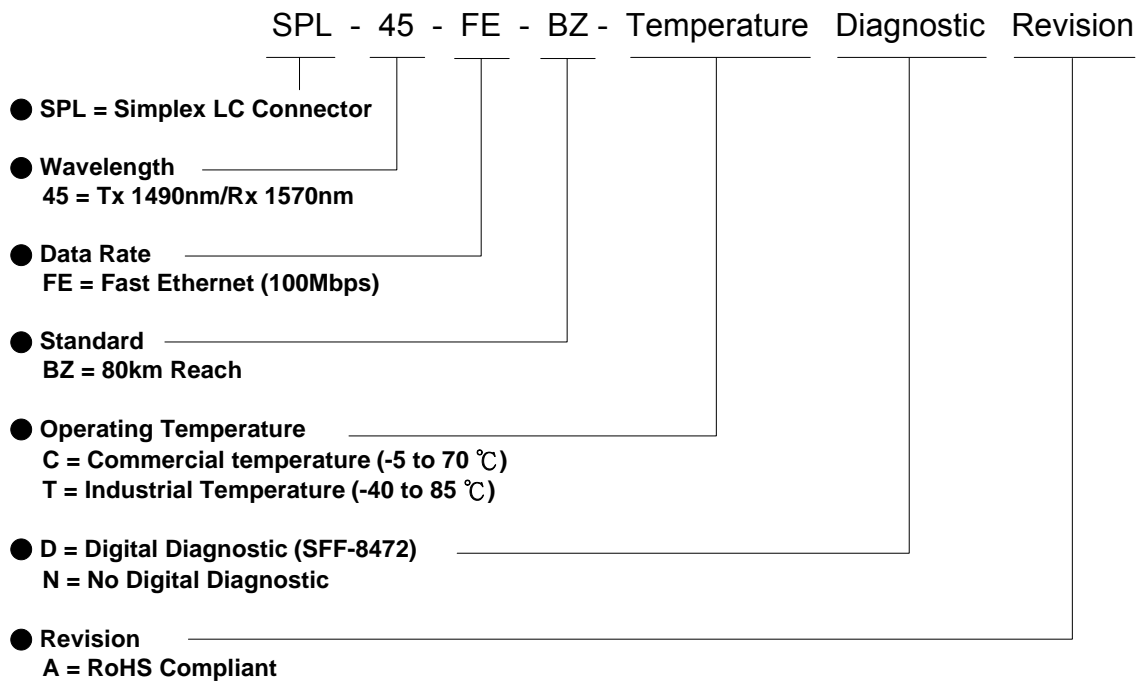 SPL - 45 - FE - BZ - Temperature Diagnostic Revision
● SPL = Simplex LC Connector
● Wavelength
45 = Tx 1490nm/Rx 1570nm
● Data Rate
FE = Fast Ethernet (100Mbps)
● Standard
BZ = 80km Reach
● Operating Temperature
C = Commercial temperature (-5 to 70 ℃)
T = Industrial Temperature (-40 to 85 ℃)
● D = Digital Diagnostic (SFF-8472)
N = No Digital Diagnostic
● Revision
A = RoHS Compliant